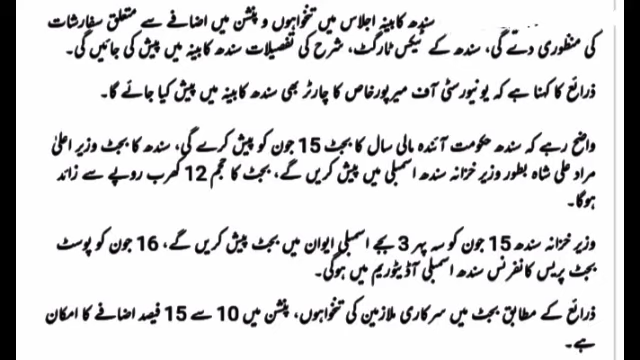 سندھ کابینہ اجلاس میں تنخواہوں و پنشن میں اضافے سے متعلق سفارشات
کی منظوری دے گی، سندھ کے ٹیکس ٹارگٹ، شرح کی تفصیلات سندھ کابینہ میں پیش کی جائیں گی۔
ذرائع کا کہنا ہے کہ یونیورسٹی آف میرپورخاص کا چارٹر بھی سندھ کابینہ میں پیش کیا جائے گا۔
واضح رہے کہ سندھ حکومت آئندہ مالی سال کا بجٹ 15 جون کو پیش کرے گی، سندھ کا بجٹ وزیر اعلیٰ
مراد علی شاہ بطور وزیر خزانہ سندھ اسمبلی میں پیش کریں گے، بجٹ کا حجم 12 کھرب روپے سے زائد
ہوگا۔
وزیر خزانہ سندھ 15 جون کو سہ پہر 3 بجے اسمبلی ایوان میں بجٹ پیش کریں گے، 16 جون کو پوسٹ
بجٹ پریس کانفرنس سندھ اسمبلی آڈیٹوریم میں ہوگی۔
ذرائع کے مطابق بجٹ میں سرکاری ملازمین کی تنخواہوں، پنشن میں 10 سے 15 فیصد اضافے کا امکان
ہے۔